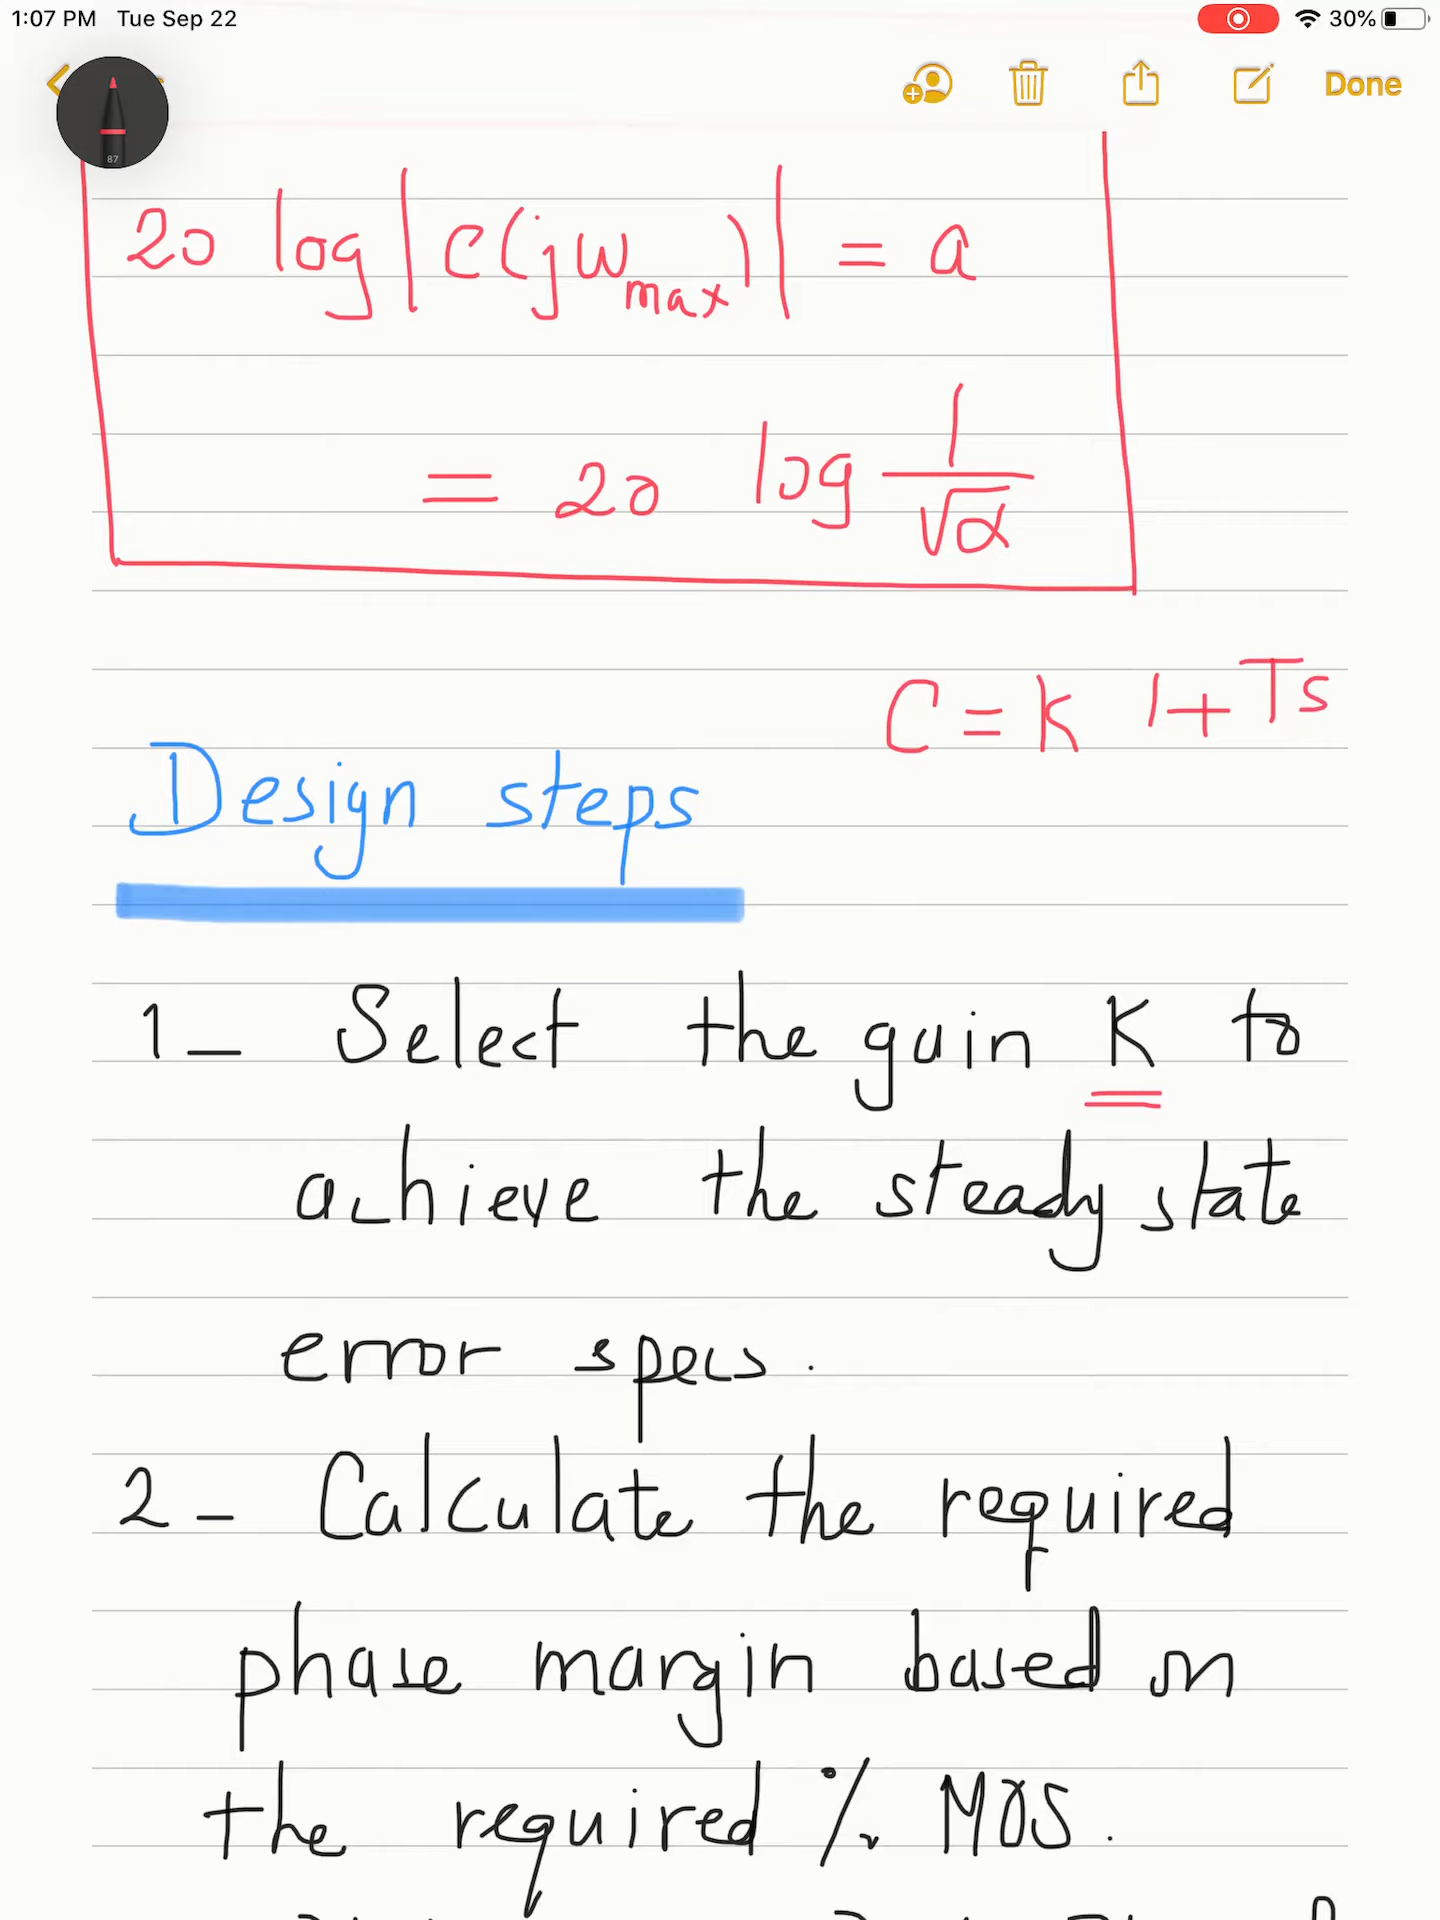 1:07 PM Tue Sep 22 30%
Done
87
20 log|C(jω_max)| = a
= 20 log 1/√α
C = K 1 + Ts
Design steps
1- Select the gain K to
achieve the steady state
error specs.
2- Calculate the required
phase margin based on
the required % MOS.